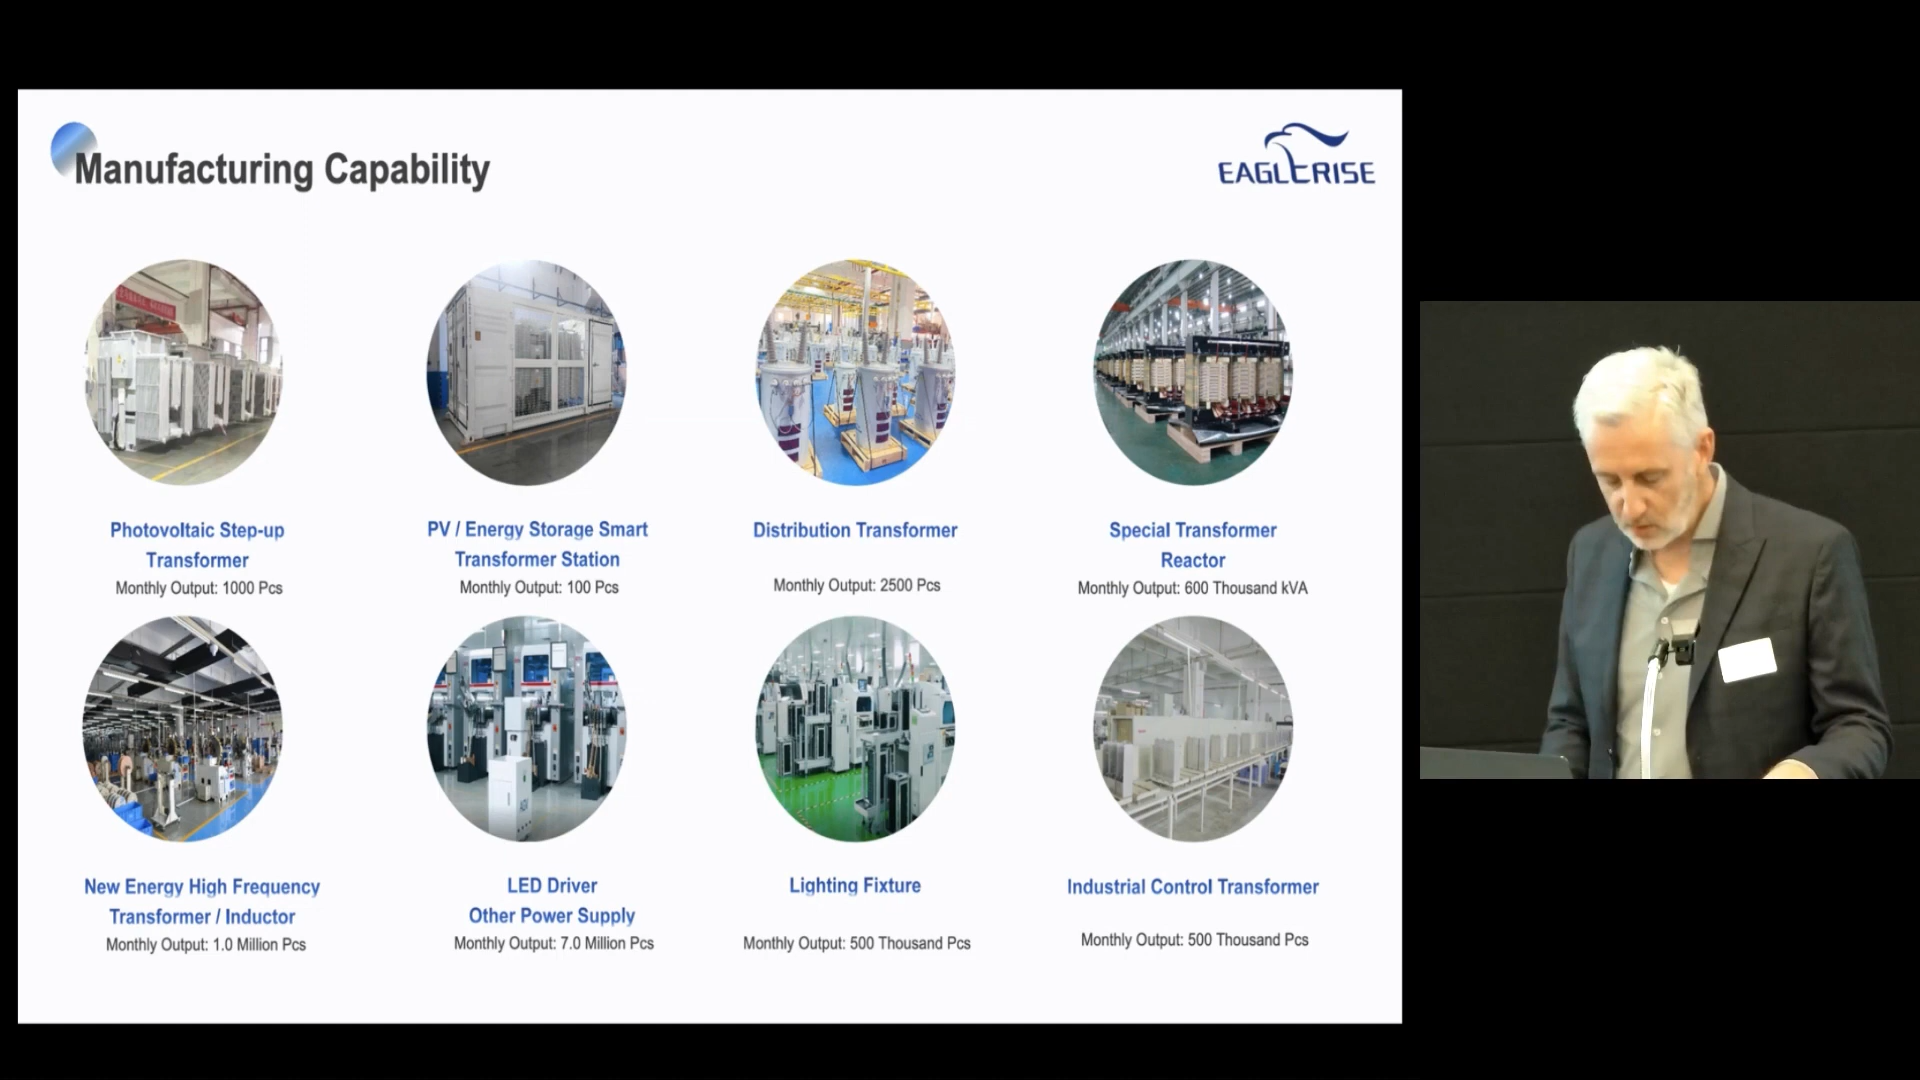 Manufacturing Capability
EAGLERISE
Photovoltaic Step-up
Transformer
Monthly Output: 1000 Pcs
PV / Energy Storage Smart
Transformer Station
Monthly Output: 100 Pcs
Distribution Transformer
Monthly Output: 2500 Pcs
Special Transformer
Reactor
Monthly Output: 600 Thousand kVA
New Energy High Frequency
Transformer / Inductor
Monthly Output: 1.0 Million Pcs
LED Driver
Other Power Supply
Monthly Output: 7.0 Million Pcs
Lighting Fixture
Monthly Output: 500 Thousand Pcs
Industrial Control Transformer
Monthly Output: 500 Thousand Pcs